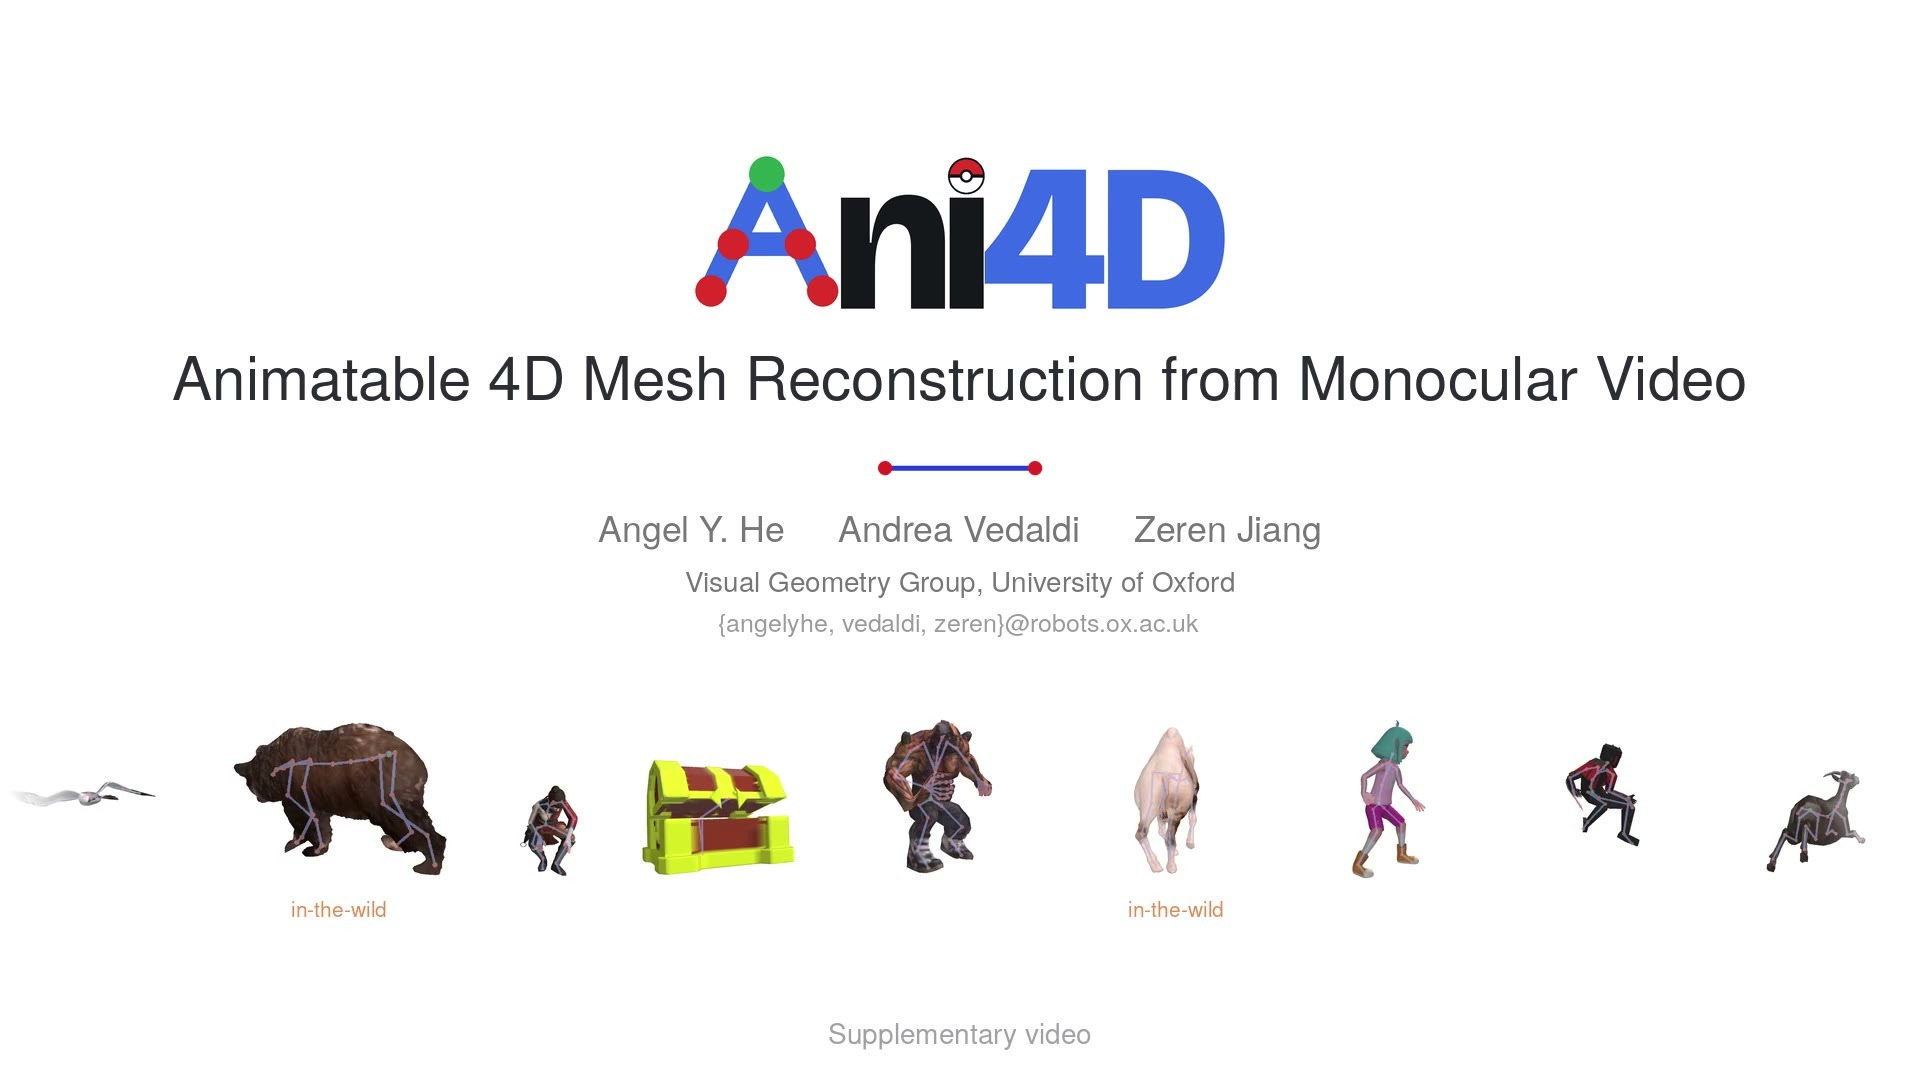 Ani4D
Animatable 4D Mesh Reconstruction from Monocular Video
Angel Y. He Andrea Vedaldi Zeren Jiang
Visual Geometry Group, University of Oxford
{angelyhe, vedaldi, zeren}@robots.ox.ac.uk
in-the-wild in-the-wild
Supplementary video